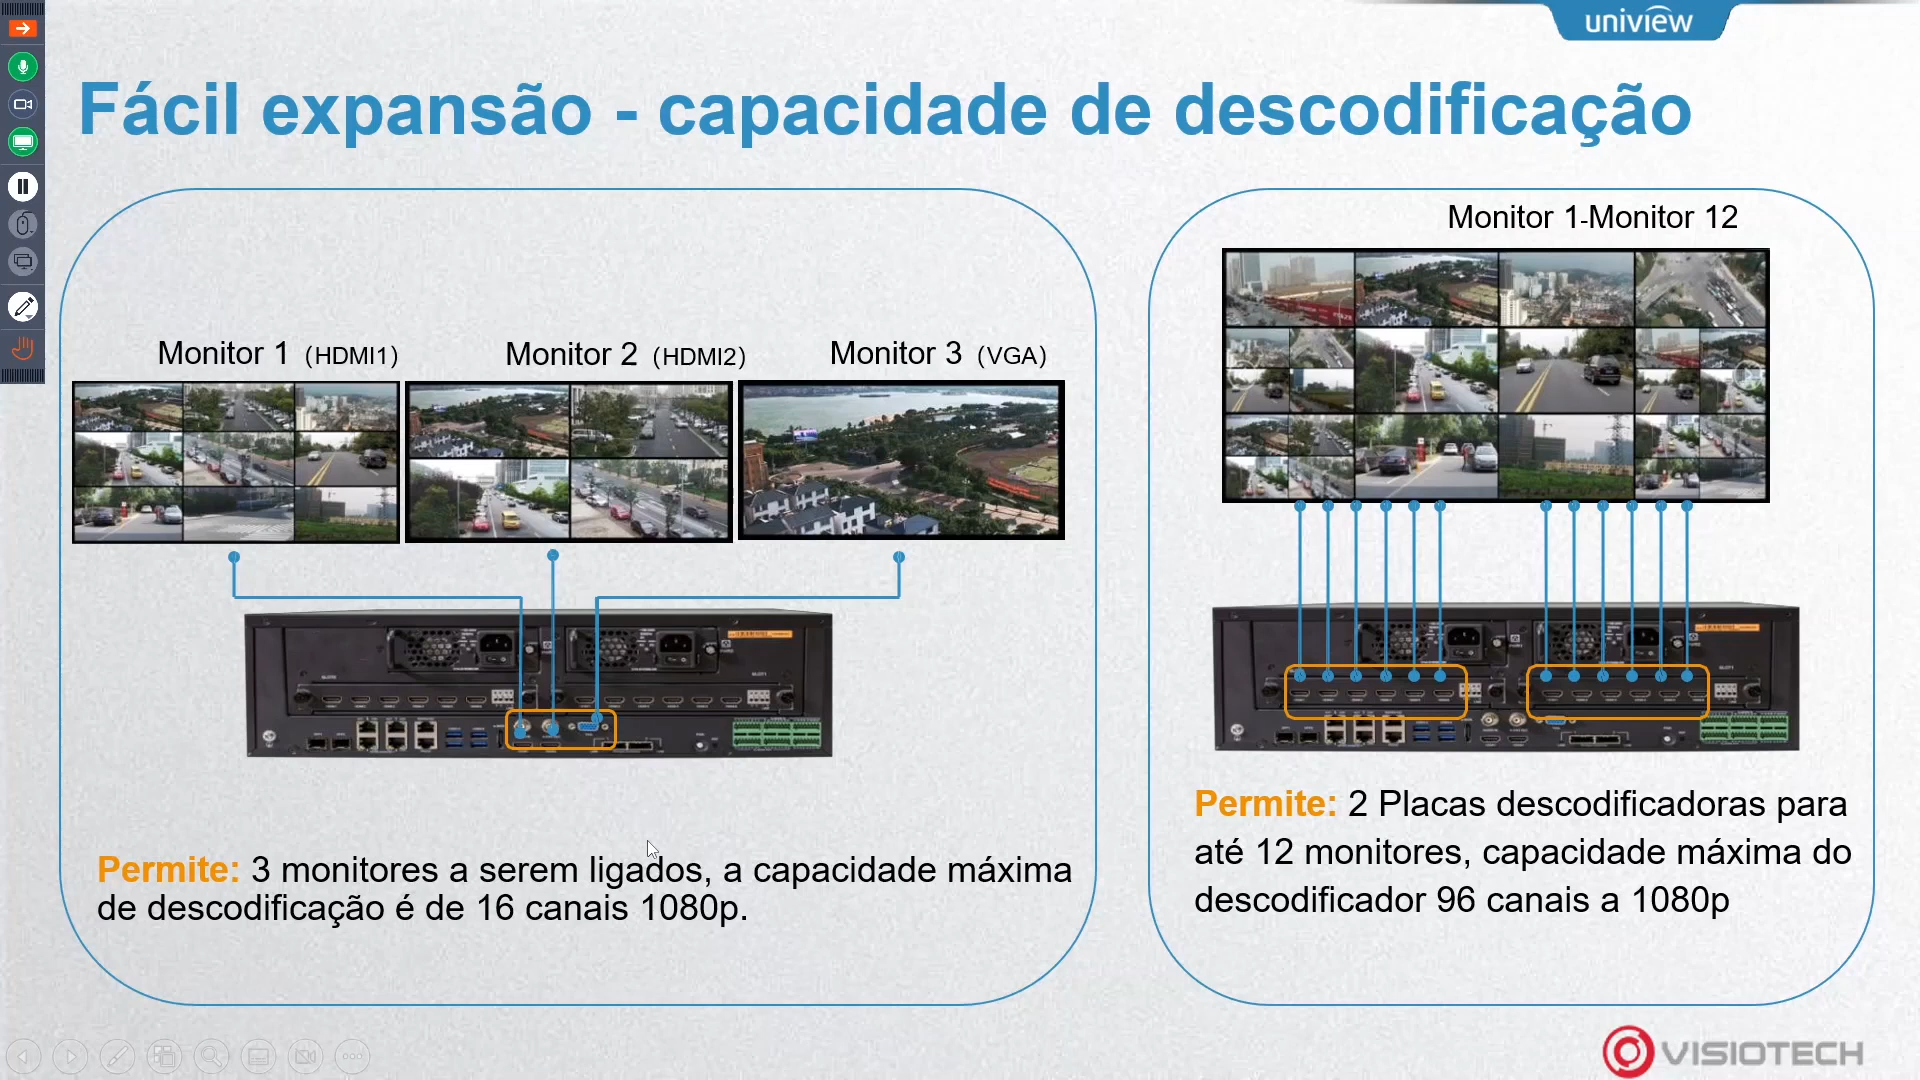 uniview
Fácil expansão - capacidade de descodificação
Monitor 1 (HDMI1)
Monitor 2 (HDMI2)
Monitor 3 (VGA)
Permite: 3 monitores a serem ligados, a capacidade máxima
de descodificação é de 16 canais 1080p.
Monitor 1-Monitor 12
Permite: 2 Placas descodificadoras para
até 12 monitores, capacidade máxima do
descodificador 96 canais a 1080p
VISIOTECH